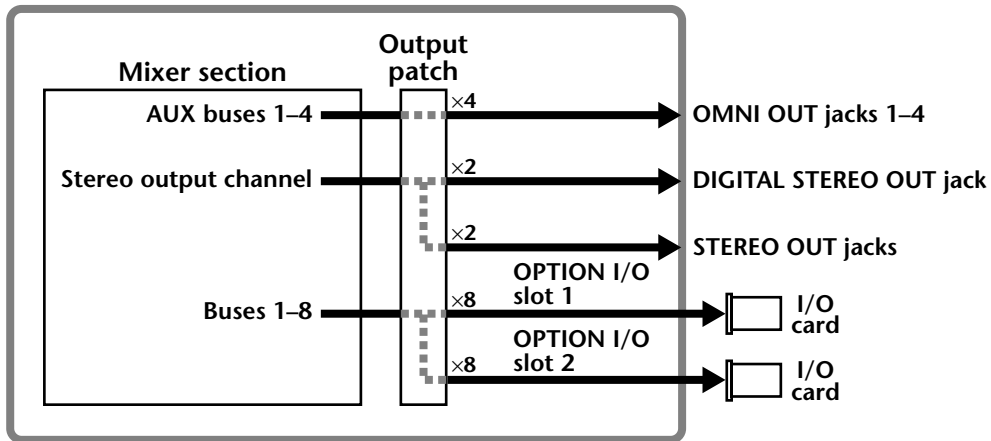 Output
patch
Mixer section
AUX buses 1–4
×4
OMNI OUT jacks 1–4
Stereo output channel
×2
DIGITAL STEREO OUT jack
×2
STEREO OUT jacks
OPTION I/O
slot 1
Buses 1–8
×8
I/O
card
OPTION I/O
slot 2
×8
I/O
card